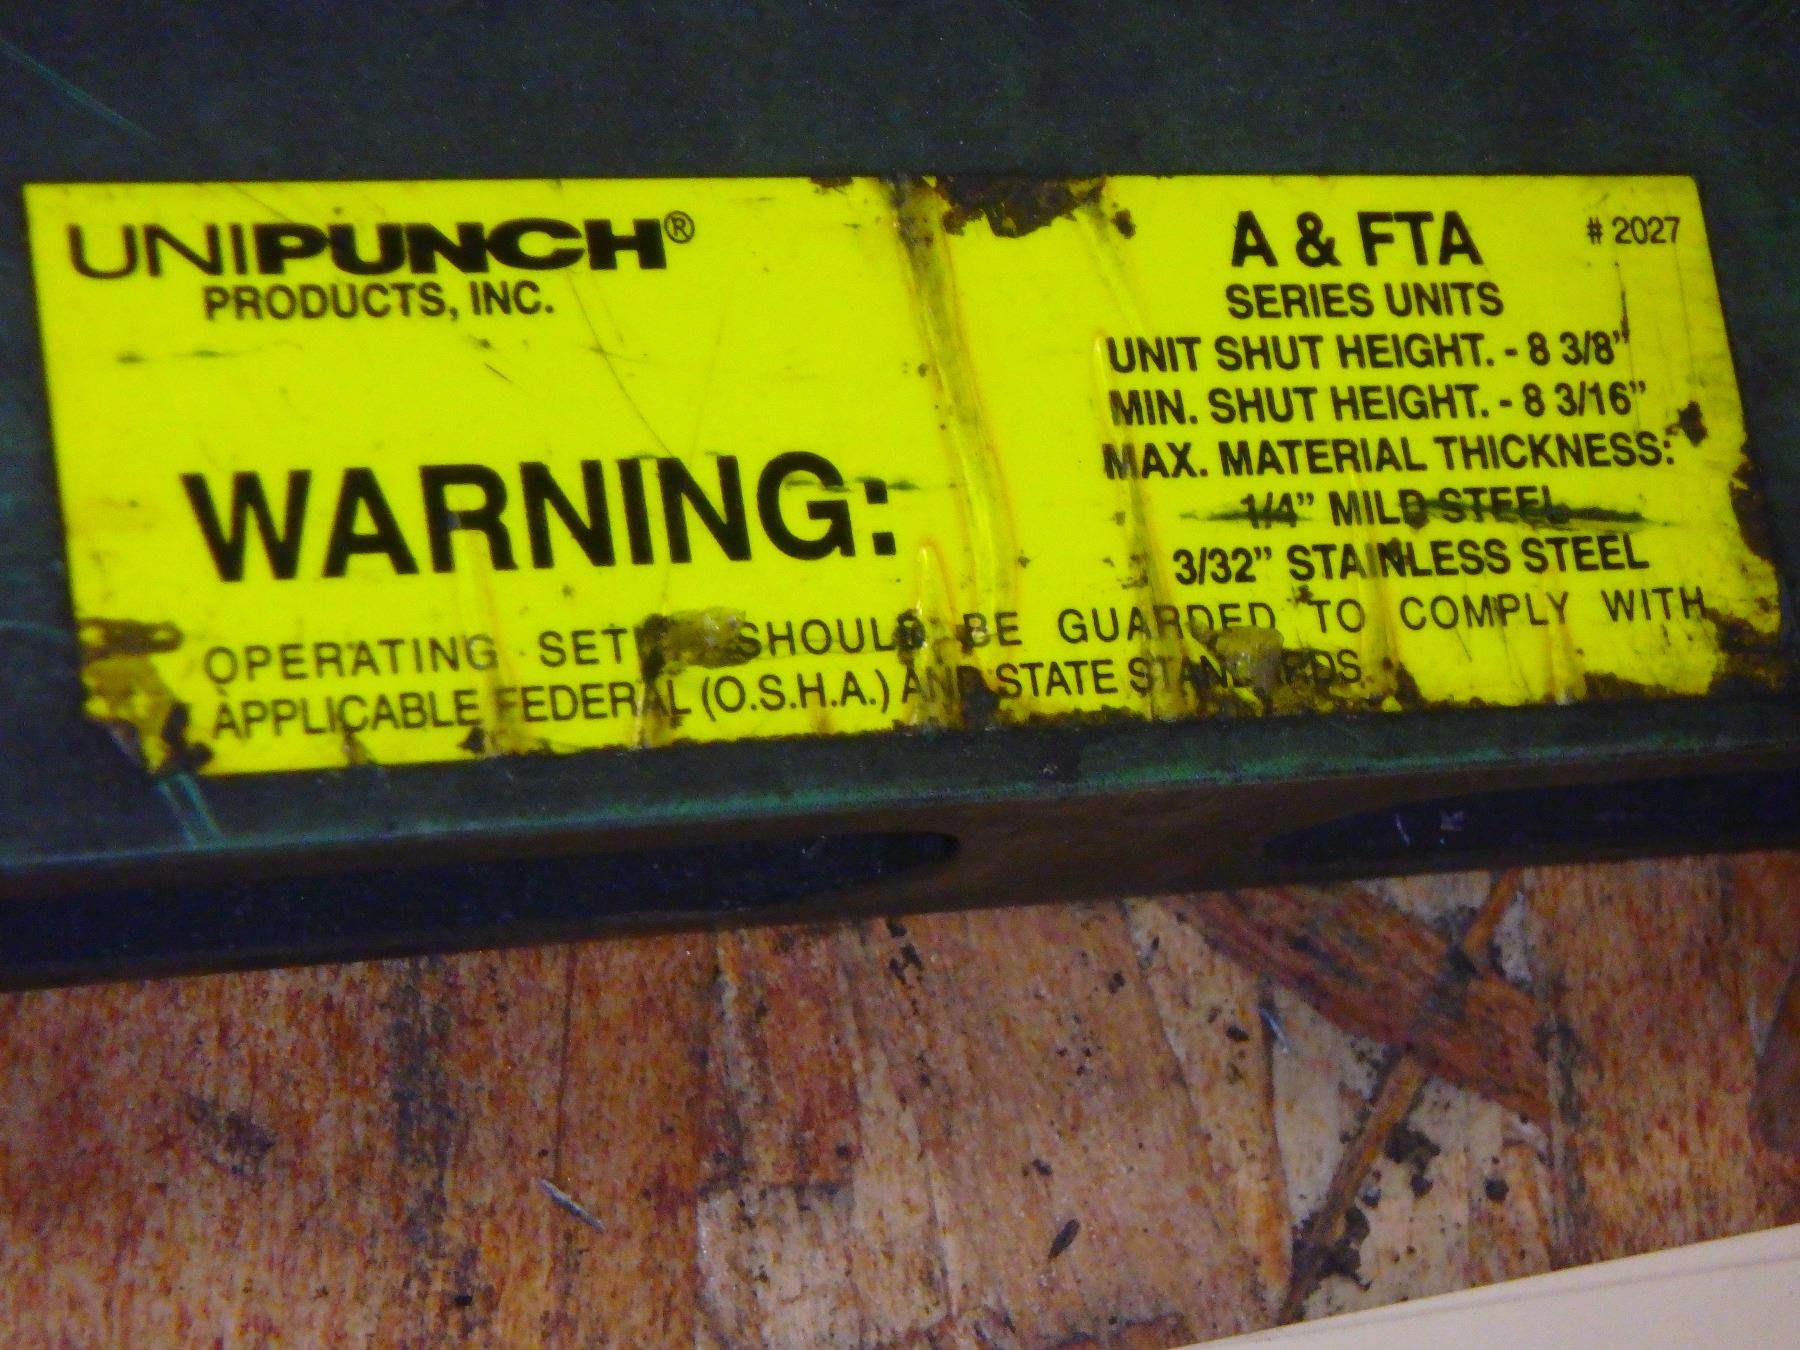 UNIPUNCH®
PRODUCTS, INC.
WARNING:
A & FTA
# 2027
SERIES UNITS
UNIT SHUT HEIGHT. - 8 3/8"
MIN. SHUT HEIGHT. - 8 3/16"
MAX. MATERIAL THICKNESS:
1/4" MILD STEEL
3/32" STAINLESS STEEL
OPERATING SHOULD BE GUARDED TO COMPLY WITH
APPLICABLE FEDERAL (O.S.H.A.) AND STATE STANDARDS